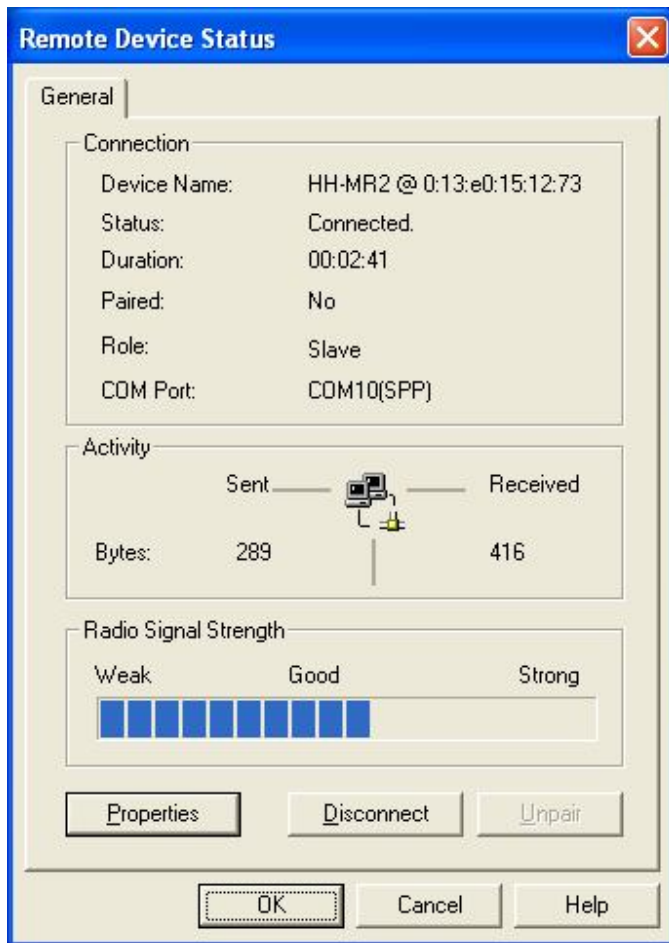 Remote Device Status
General
Connection
Device Name: HH-MR2 @ 0:13:e0:15:12:73
Status: Connected.
Duration: 00:02:41
Paired: No
Role: Slave
COM Port: COM10(SPP)
Activity
Sent Received
Bytes: 289 416
Radio Signal Strength
Weak Good Strong
Properties Disconnect Unpair
OK Cancel Help